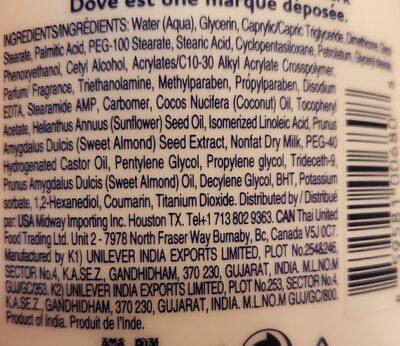 Dove est une marque déposée.
INGREDIENTS/INGRÉDIENTS: Water (Aqua), Glycerin, Caprylic/Capric Triglyceride, Dimethicone, Glycol
Stearate, Palmitic Acid, PEG-100 Stearate, Stearic Acid, Cyclopentasiloxane, Petrolatum, Glyceryl Stearate,
Phenoxyethanol, Cetyl Alcohol, Acrylates/C10-30 Alkyl Acrylate Crosspolymer,
Parfum/ Fragrance, Triethanolamine, Methylparaben, Propylparaben, Disodium
EDTA, Stearamide AMP, Carbomer, Cocos Nucifera (Coconut) Oil, Tocopheryl
Acetate, Helianthus Annuus (Sunflower) Seed Oil, Isomerized Linoleic Acid, Prunus
Amygdalus Dulcis (Sweet Almond) Seed Extract, Nonfat Dry Milk, PEG-40
Hydrogenated Castor Oil, Pentylene Glycol, Propylene glycol, Trideceth-9,
Prunus Amygdalus Dulcis (Sweet Almond) Oil, Decylene Glycol, BHT, Potassium
sorbate, 1,2-Hexanediol, Coumarin, Titanium Dioxide. Distributed by / Distribué
par: USA Midway Importing Inc. Houston TX. Tel+1 713 802 9363. CAN Thai United
Food Trading Ltd. Unit 2 - 7978 North Fraser Way Burnaby, Bc, Canada V5J 0C7.
Manufactured by K1) UNILEVER INDIA EXPORTS LIMITED, PLOT No.254&246,
SECTOR No.4, K.A.SE.Z, GANDHIDHAM, 370 230, GUJARAT, INDIA. M.L.NO.M
GUJ/GC/353. K2) UNILEVER INDIA EXPORTS LIMITED, PLOT No.253, SECTOR No.4,
K.A.SE.Z., GANDHIDHAM, 370 230, GUJARAT, INDIA. M.L.NO.M GUJ/GC/800.
Product of India. Produit de l'Inde.